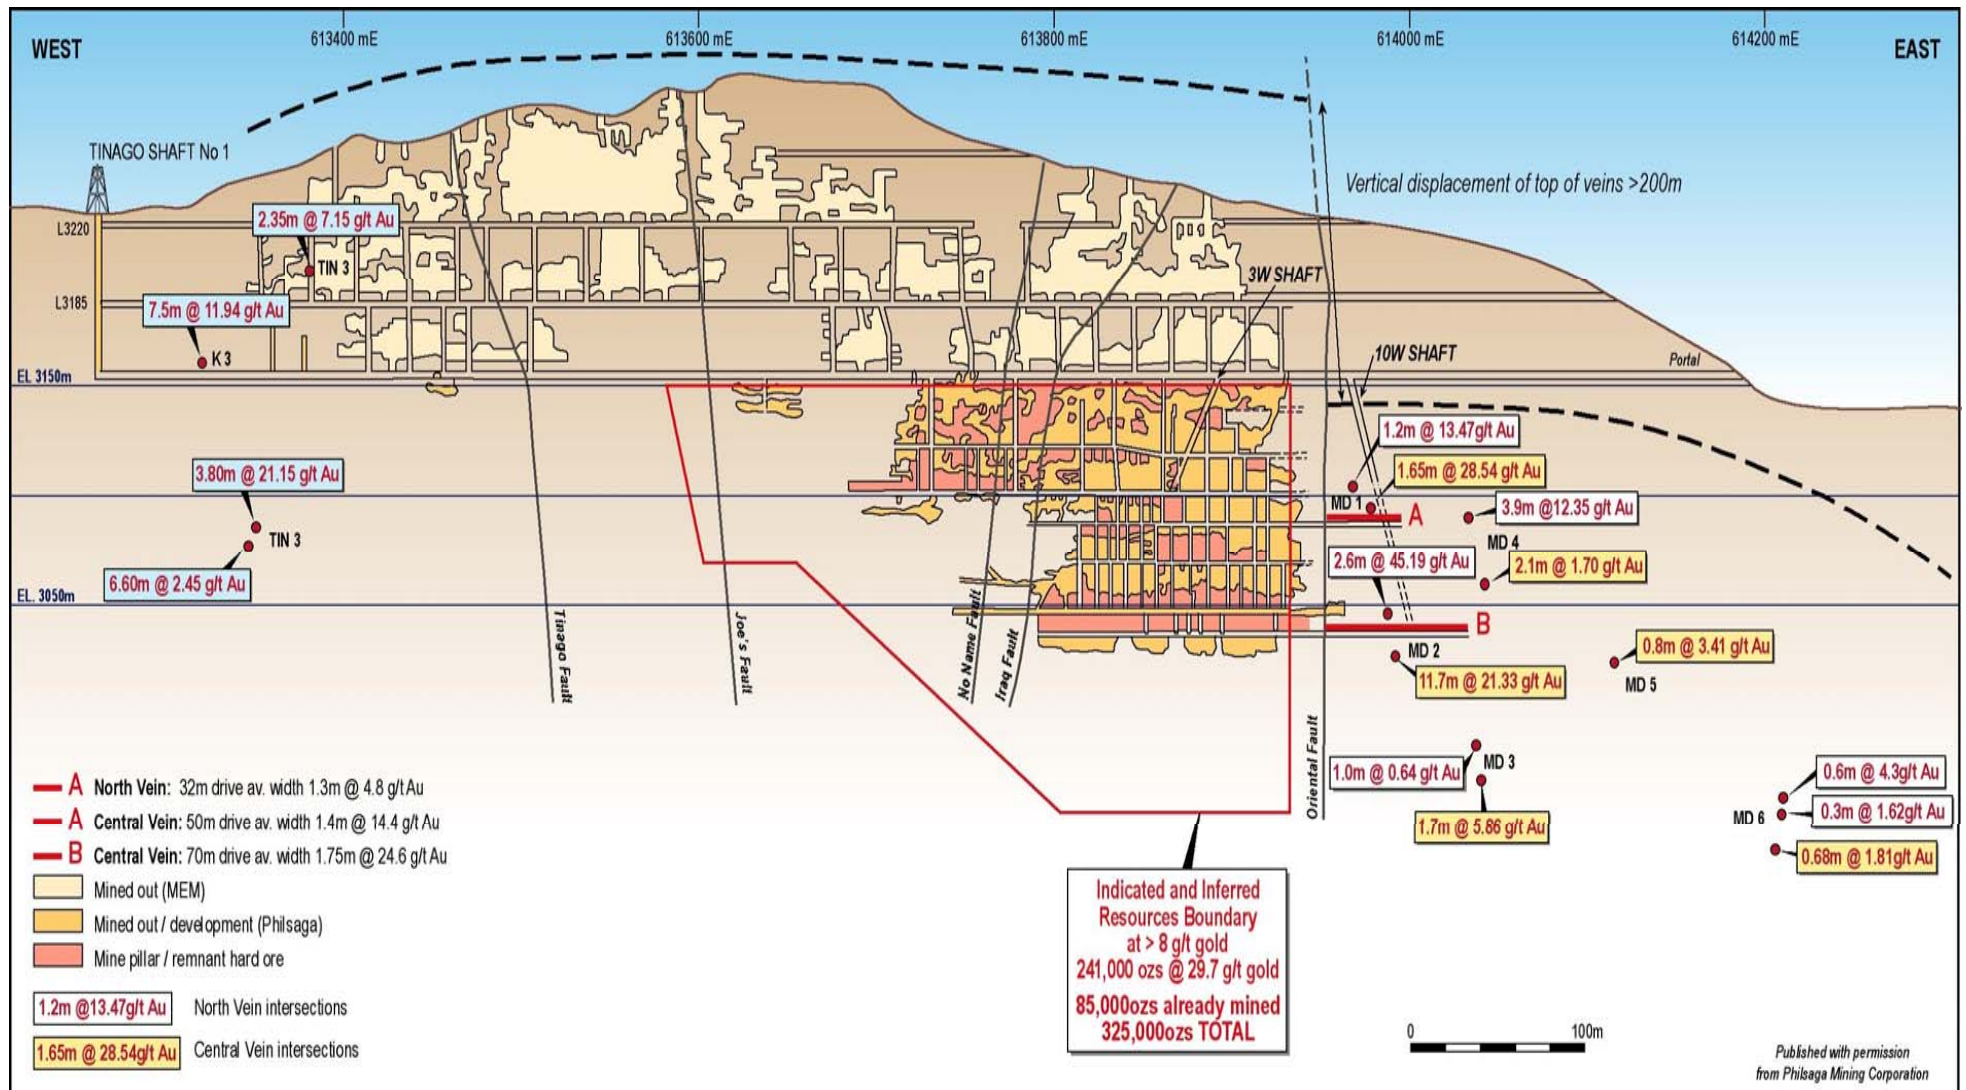 613400 mE
613600 mE
613800 mE
614000 mE
614200 mE
WEST
EAST
TINAGO SHAFT No 1
Vertical displacement of top of veins >200m
L3220
2.35m @ 7.15 g/t Au
TIN 3
3W SHAFT
L3185
7.5m @ 11.94 g/t Au
K 3
10W SHAFT
Portal
EL 3150m
1.2m @ 13.47g/t Au
1.65m @ 28.54 g/t Au
3.80m @ 21.15 g/t Au
MD 1
A
3.9m @12.35 g/t Au
MD 4
TIN 3
2.6m @ 45.19 g/t Au
2.1m @ 1.70 g/t Au
6.60m @ 2.45 g/t Au
EL. 3050m
B
MD 2
0.8m @ 3.41 g/t Au
MD 5
11.7m @ 21.33 g/t Au
Tinago Fault
Joe's Fault
No Name Fault
Iraq Fault
Oriental Fault
1.0m @ 0.64 g/t Au
MD 3
1.7m @ 5.86 g/t Au
0.6m @ 4.3g/t Au
0.3m @ 1.62g/t Au
MD 6
0.68m @ 1.81g/t Au
A North Vein: 32m drive av. width 1.3m @ 4.8 g/t Au
A Central Vein: 50m drive av. width 1.4m @ 14.4 g/t Au
B Central Vein: 70m drive av. width 1.75m @ 24.6 g/t Au
Mined out (MEM)
Mined out / development (Philsaga)
Mine pillar / remnant hard ore
1.2m @13.47g/t Au North Vein intersections
1.65m @ 28.54g/t Au Central Vein intersections
Indicated and Inferred
Resources Boundary
at > 8 g/t gold
241,000 ozs @ 29.7 g/t gold
85,000ozs already mined
325,000ozs TOTAL
0 100m
Published with permission
from Philsaga Mining Corporation